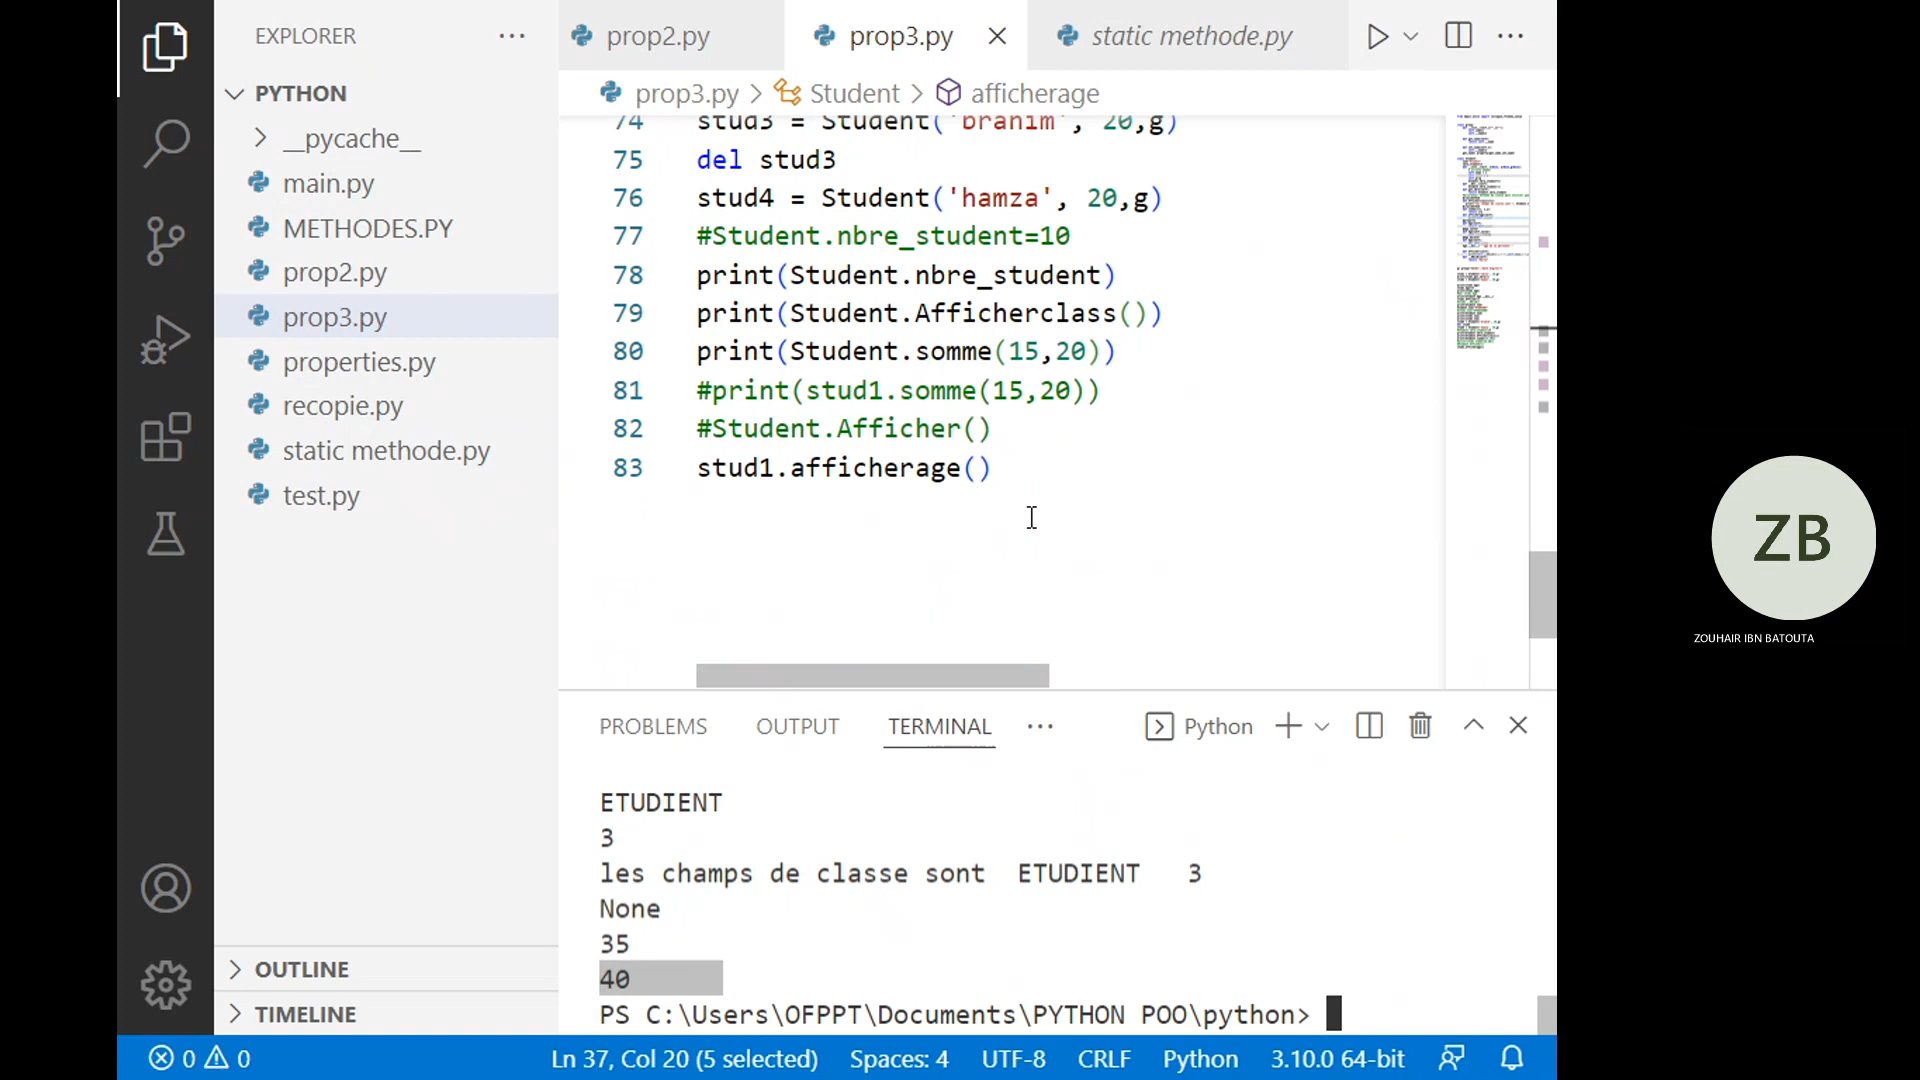 EXPLORER
PYTHON
__pycache__
main.py
METHODES.PY
prop2.py
prop3.py
properties.py
recopie.py
static methode.py
test.py
OUTLINE
TIMELINE
prop2.py
prop3.py
static methode.py
prop3.py > Student > afficherage
74 stud3 = Student('brahim', 20,g)
75 del stud3
76 stud4 = Student('hamza', 20,g)
77 #Student.nbre_student=10
78 print(Student.nbre_student)
79 print(Student.Afficherclass())
80 print(Student.somme(15,20))
81 #print(stud1.somme(15,20))
82 #Student.Afficher()
83 stud1.afficherage()
PROBLEMS OUTPUT TERMINAL Python
ETUDIENT
3
les champs de classe sont  ETUDIENT   3
None
35
40
PS C:\Users\OFPPT\Documents\PYTHON POO\python>
0 0 Ln 37, Col 20 (5 selected) Spaces: 4 UTF-8 CRLF Python 3.10.0 64-bit
ZB
ZOUHAIR IBN BATOUTA